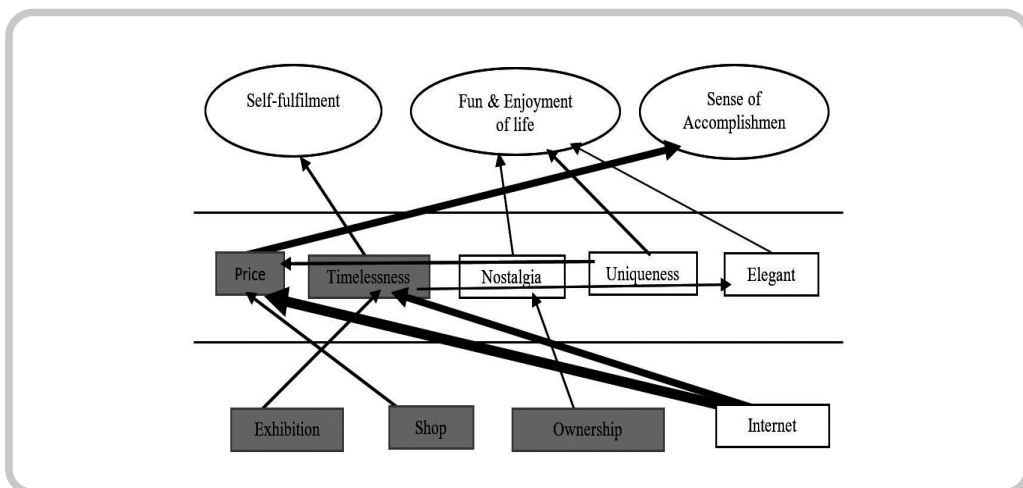 Self-fulfilment
Fun & Enjoyment
of life
Sense of
Accomplishmen
Price
Timelessness
Nostalgia
Uniqueness
Elegant
Exhibition
Shop
Ownership
Internet